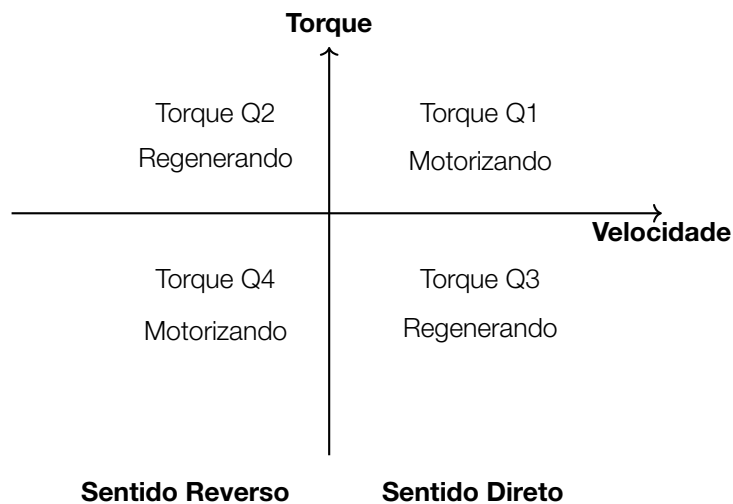 Torque
Torque Q2
Regenerando
Torque Q1
Motorizando
Velocidade
Torque Q4
Motorizando
Torque Q3
Regenerando
Sentido Reverso
Sentido Direto